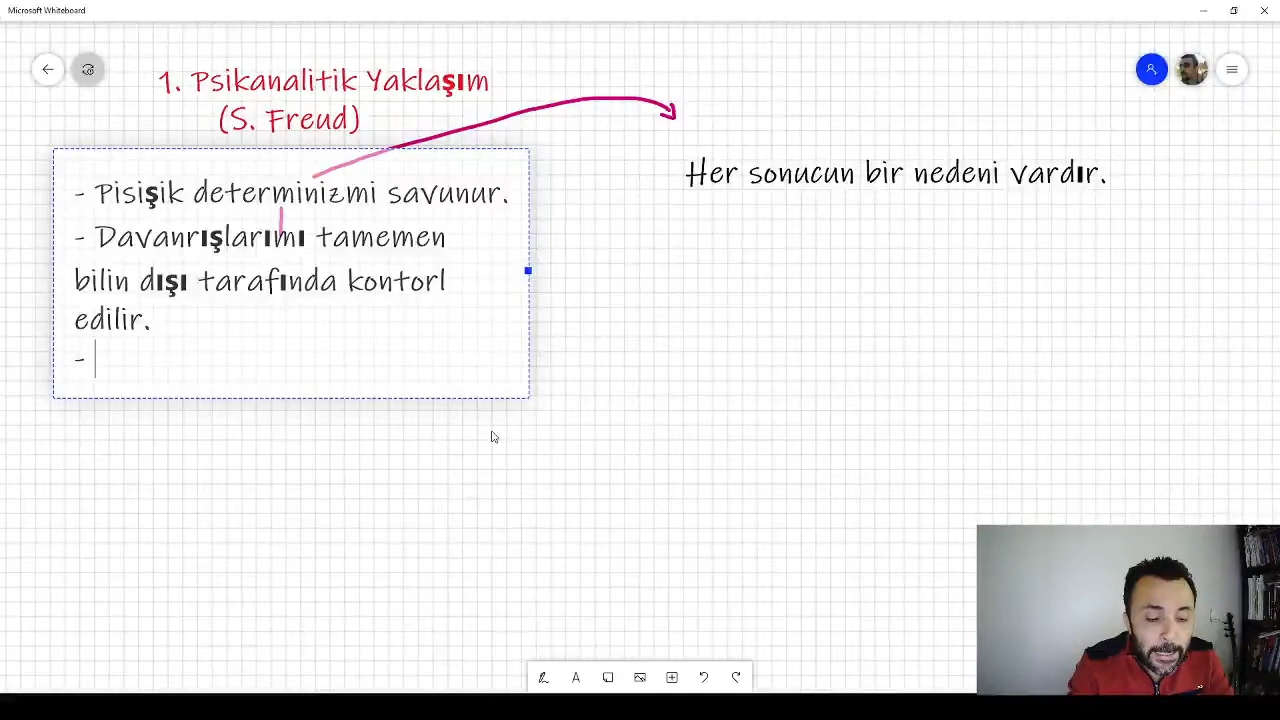 Microsoft Whiteboard
1. Psikanalitik Yaklaşım
(S. Freud)
- Pisişik determinizmi savunur.
- Davanrışlarımı tamemen
bilin dışı tarafında kontorl
edilir.
-
Her sonucun bir nedeni vardır.